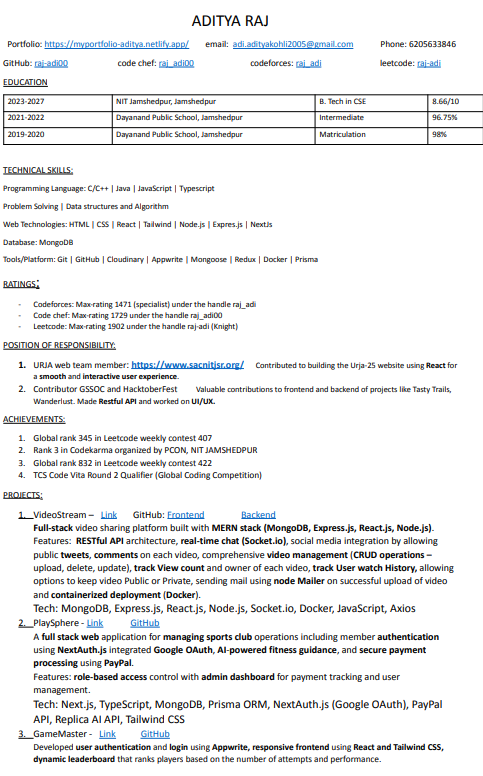 ADITYA RAJ
Portfolio: https://myportfolio-aditya.netlify.app/ email: adi.adityakohli2005@gmail.com Phone: 6205633846
GitHub: raj-adi00 code chef: raj_adi00 codeforces: raj_adi leetcode: raj-adi
EDUCATION
2023-2027 NIT Jamshedpur, Jamshedpur B. Tech in CSE 8.66/10
2021-2022 Dayanand Public School, Jamshedpur Intermediate 96.75%
2019-2020 Dayanand Public School, Jamshedpur Matriculation 98%
TECHNICAL SKILLS:
Programming Language: C/C++ | Java | JavaScript | Typescript
Problem Solving | Data structures and Algorithm
Web Technologies: HTML | CSS | React | Tailwind | Node.js | Expres.js | NextJs
Database: MongoDB
Tools/Platform: Git | GitHub | Cloudinary | Appwrite | Mongoose | Redux | Docker | Prisma
RATINGS:
- Codeforces: Max-rating 1471 (specialist) under the handle raj_adi
- Code chef: Max-rating 1729 under the handle raj_adi00
- Leetcode: Max-rating 1902 under the handle raj-adi (Knight)
POSITION OF RESPONSIBILITY:
1. URJA web team member: https://www.sacnitjsr.org/ Contributed to building the Urja-25 website using React for
a smooth and interactive user experience.
2. Contributor GSSOC and HacktoberFest Valuable contributions to frontend and backend of projects like Tasty Trails,
Wanderlust. Made Restful API and worked on UI/UX.
ACHIEVEMENTS:
1. Global rank 345 in Leetcode weekly contest 407
2. Rank 3 in Codekarma organized by PCON, NIT JAMSHEDPUR
3. Global rank 832 in Leetcode weekly contest 422
4. TCS Code Vita Round 2 Qualifier (Global Coding Competition)
PROJECTS:
1. VideoStream – Link GitHub: Frontend Backend
Full-stack video sharing platform built with MERN stack (MongoDB, Express.js, React.js, Node.js).
Features: RESTful API architecture, real-time chat (Socket.io), social media integration by allowing
public tweets, comments on each video, comprehensive video management (CRUD operations –
upload, delete, update), track View count and owner of each video, track User watch History, allowing
options to keep video Public or Private, sending mail using node Mailer on successful upload of video
and containerized deployment (Docker).
Tech: MongoDB, Express.js, React.js, Node.js, Socket.io, Docker, JavaScript, Axios
2. PlaySphere - Link GitHub
A full stack web application for managing sports club operations including member authentication
using NextAuth.js integrated Google OAuth, AI-powered fitness guidance, and secure payment
processing using PayPal.
Features: role-based access control with admin dashboard for payment tracking and user
management.
Tech: Next.js, TypeScript, MongoDB, Prisma ORM, NextAuth.js (Google OAuth), PayPal
API, Replica AI API, Tailwind CSS
3. GameMaster - Link GitHub
Developed user authentication and login using Appwrite, responsive frontend using React and Tailwind CSS,
dynamic leaderboard that ranks players based on the number of attempts and performance.